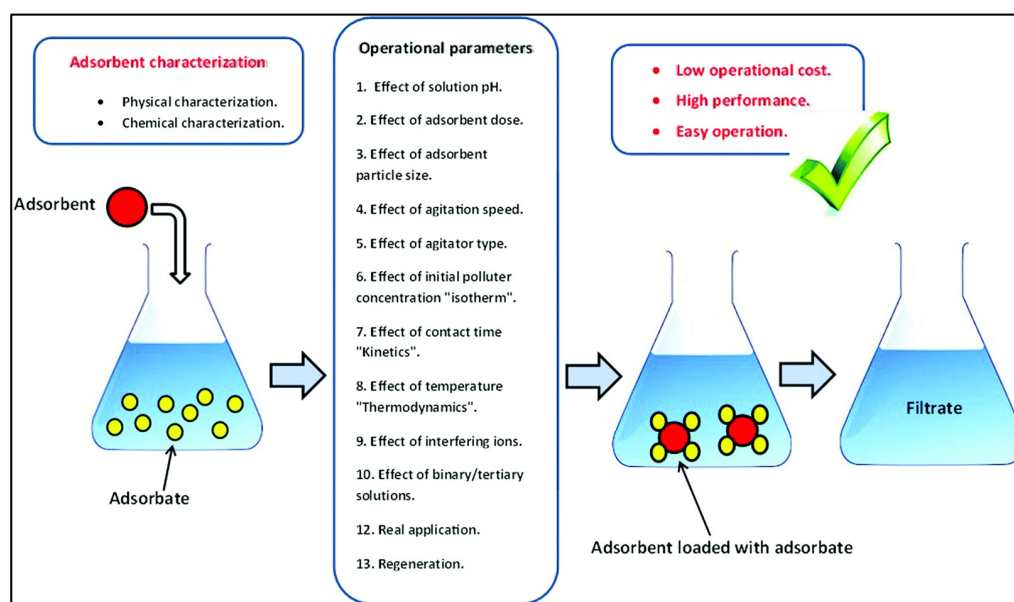 Adsorbent characterization
• Physical characterization.
• Chemical characterization.
Adsorbent
Adsorbate
Operational parameters
1. Effect of solution pH.
2. Effect of adsorbent dose.
3. Effect of adsorbent
particle size.
4. Effect of agitation speed.
5. Effect of agitator type.
6. Effect of initial polluter
concentration "isotherm".
7. Effect of contact time
"Kinetics".
8. Effect of temperature
"Thermodynamics".
9. Effect of interfering ions.
10. Effect of binary/tertiary
solutions.
12. Real application.
13. Regeneration.
• Low operational cost.
• High performance.
• Easy operation.
Adsorbent loaded with adsorbate
Filtrate